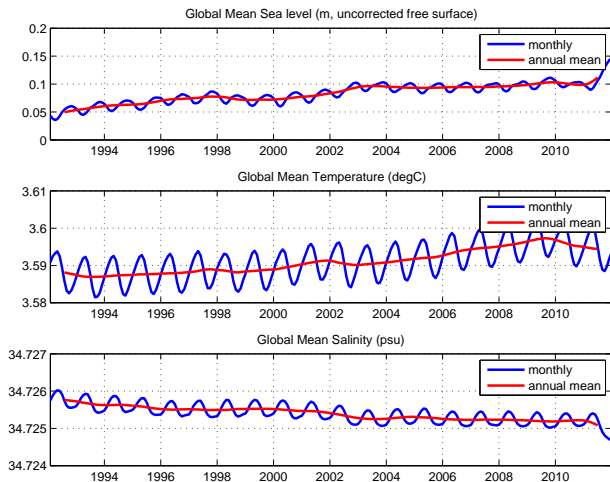 Global Mean Sea level (m, uncorrected free surface)
0.2
0.15
0.1
0.05
0
monthly
annual mean
1994 1996 1998 2000 2002 2004 2006 2008 2010
Global Mean Temperature (degC)
3.61
3.6
3.59
3.58
monthly
annual mean
1994 1996 1998 2000 2002 2004 2006 2008 2010
Global Mean Salinity (psu)
34.727
34.726
34.725
34.724
monthly
annual mean
1994 1996 1998 2000 2002 2004 2006 2008 2010